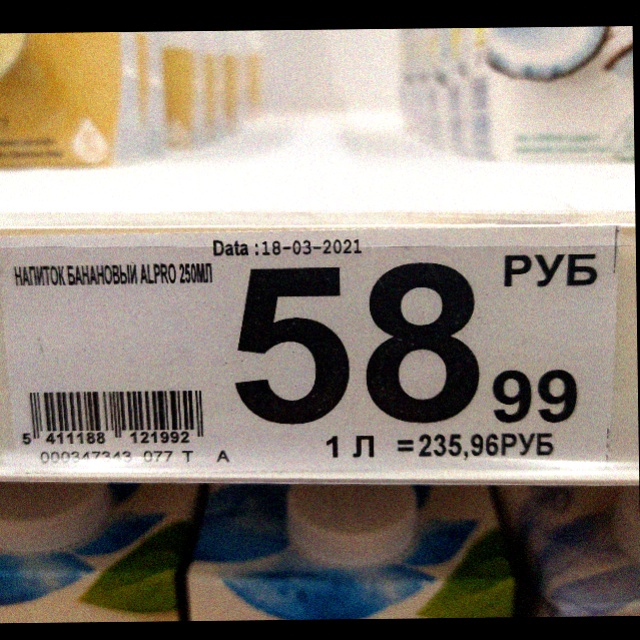 Data :18-03-2021
НАПИТОК БАНАНОВЫЙ ALPRO 250МЛ
РУБ
58 99
5 411188 121992
1 Л =235,96РУБ
000347343 077 Т А